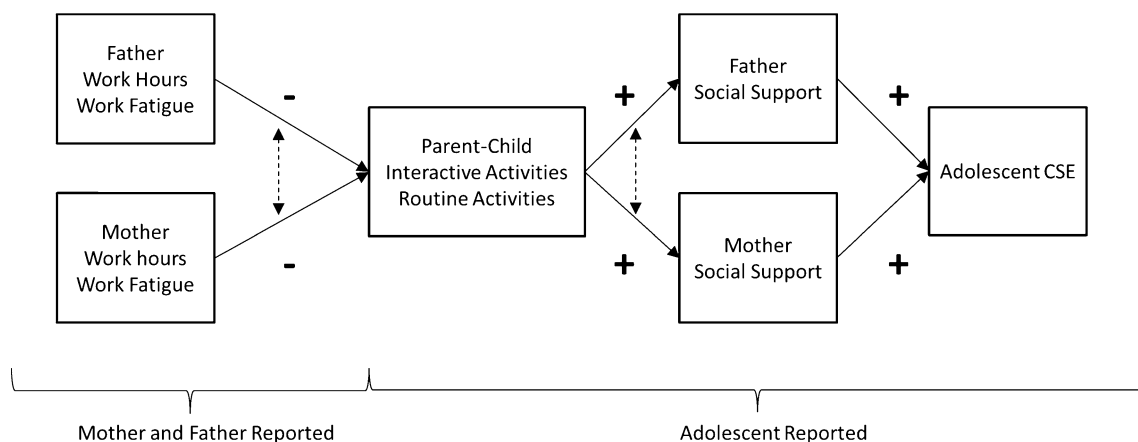 Father
Work Hours
Work Fatigue
-
Mother
Work hours
Work Fatigue
-
Parent-Child
Interactive Activities
Routine Activities
+
+
Father
Social Support
Mother
Social Support
+
+
Adolescent CSE
Mother and Father Reported
Adolescent Reported